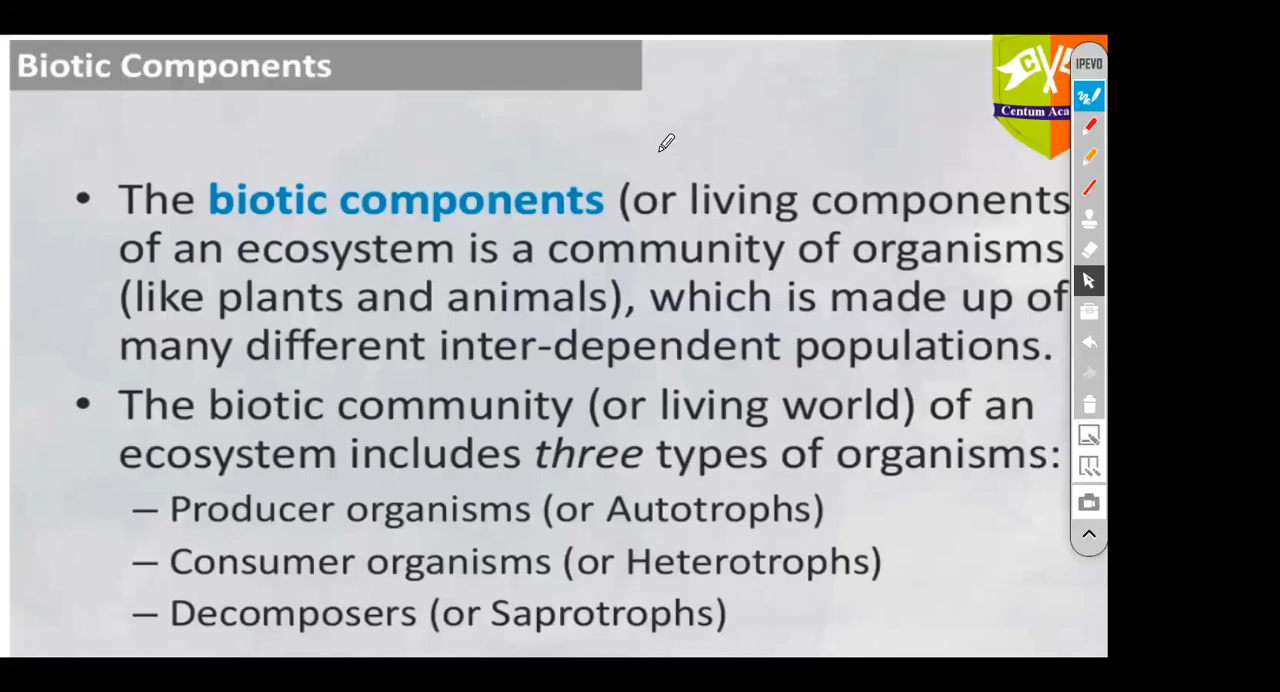 Biotic Components
IPEVO
Centum Aca
• The biotic components (or living components
of an ecosystem is a community of organisms
(like plants and animals), which is made up of
many different inter-dependent populations.
• The biotic community (or living world) of an
ecosystem includes three types of organisms:
– Producer organisms (or Autotrophs)
– Consumer organisms (or Heterotrophs)
– Decomposers (or Saprotrophs)